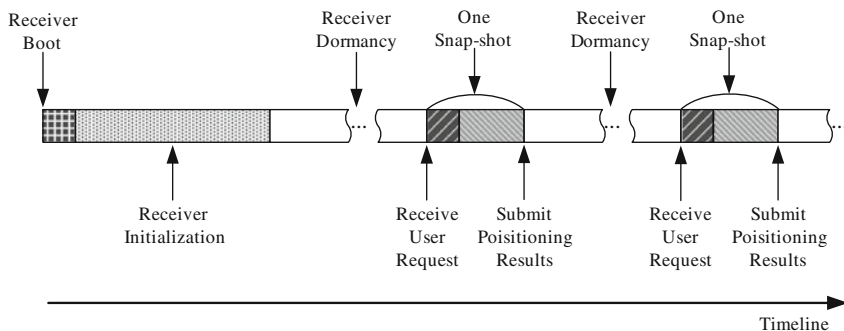 Receiver
Boot
Receiver
Dormancy
One
Snap-shot
Receiver
Dormancy
One
Snap-shot
...
...
...
Receiver
Initialization
Receive
User
Request
Submit
Poisitioning
Results
Receive
User
Request
Submit
Poisitioning
Results
Timeline